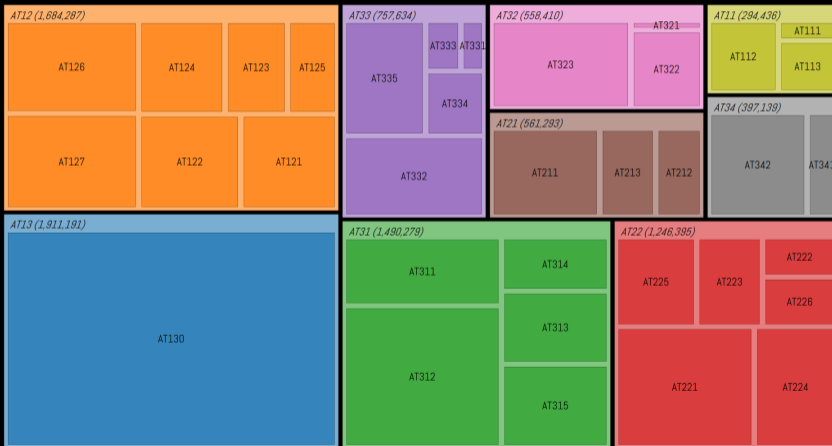 AT12 (1,684,287)
AT126
AT124
AT123
AT125
AT127
AT122
AT121
AT13 (1,911,191)
AT130
AT33 (757,634)
AT335
AT333
AT331
AT334
AT332
AT32 (558,410)
AT323
AT321
AT322
AT21 (561,293)
AT211
AT213
AT212
AT11 (294,436)
AT112
AT111
AT113
AT34 (397,139)
AT342
AT341
AT31 (1,490,279)
AT311
AT314
AT313
AT312
AT315
AT22 (1,246,395)
AT225
AT223
AT222
AT226
AT221
AT224